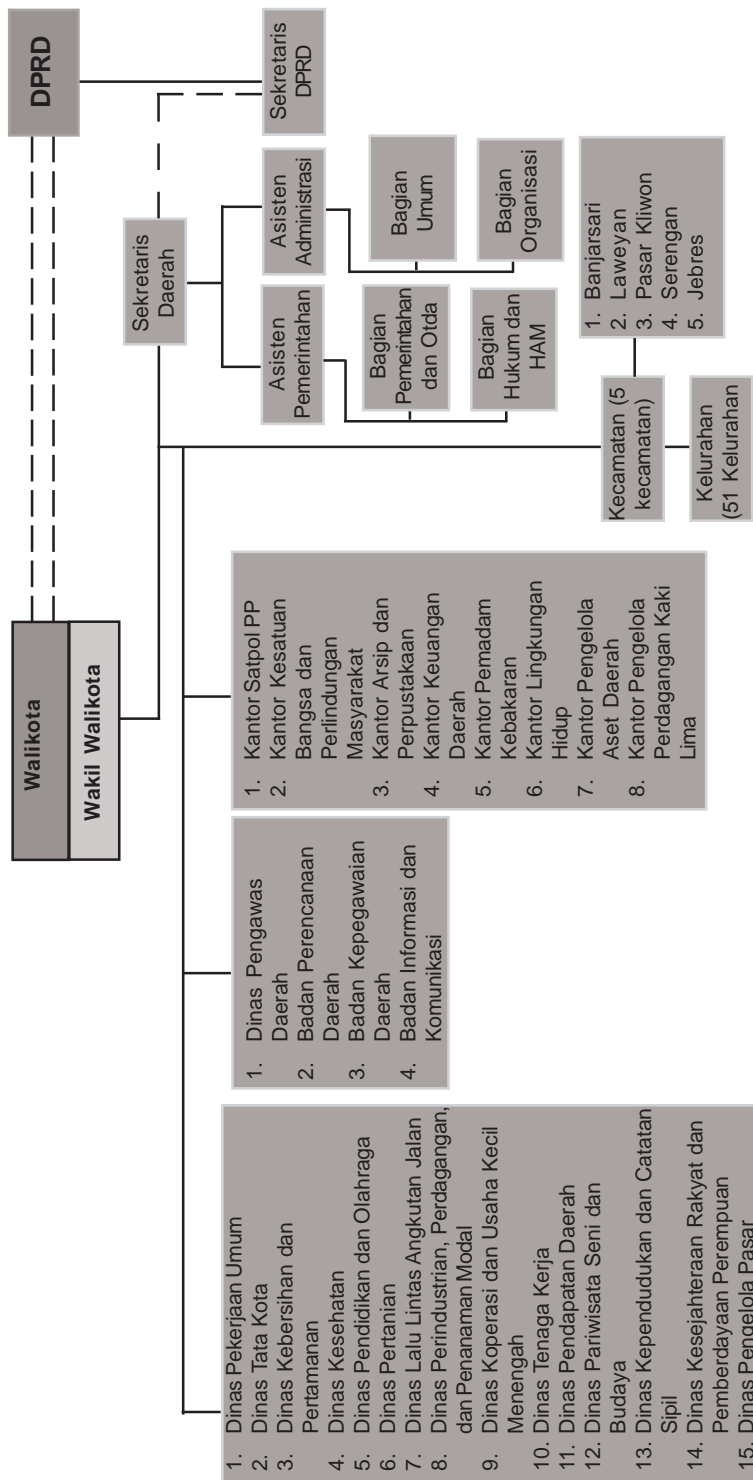 Walikota
Wakil Walikota
DPRD
Sekretaris
Daerah
Sekretaris
DPRD
Asisten
Pemerintahan
Asisten
Administrasi
Bagian
Pemerintahan
dan Otda
Bagian
Umum
Bagian
Hukum dan
HAM
Bagian
Organisasi
1. Dinas Pekerjaan Umum
2. Dinas Tata Kota
3. Dinas Kebersihan dan
Pertamanan
4. Dinas Kesehatan
5. Dinas Pendidikan dan Olahraga
6. Dinas Pertanian
7. Dinas Lalu Lintas Angkutan Jalan
8. Dinas Perindustrian, Perdagangan,
dan Penanaman Modal
9. Dinas Koperasi dan Usaha Kecil
Menengah
10. Dinas Tenaga Kerja
11. Dinas Pendapatan Daerah
12. Dinas Pariwisata Seni dan
Budaya
13. Dinas Kependudukan dan Catatan
Sipil
14. Dinas Kesejahteraan Rakyat dan
Pemberdayaan Perempuan
15. Dinas Pengelola Pasar
1. Dinas Pengawas
Daerah
2. Badan Perencanaan
Daerah
3. Badan Kepegawaian
Daerah
4. Badan Informasi dan
Komunikasi
1. Kantor Satpol PP
2. Kantor Kesatuan
Bangsa dan
Perlindungan
Masyarakat
3. Kantor Arsip dan
Perpustakaan
4. Kantor Keuangan
Daerah
5. Kantor Pemadam
Kebakaran
6. Kantor Lingkungan
Hidup
7. Kantor Pengelola
Aset Daerah
8. Kantor Pengelola
Perdagangan Kaki
Lima
Kecamatan (5
kecamatan)
1. Banjarsari
2. Laweyan
3. Pasar Kliwon
4. Serengan
5. Jebres
Kelurahan
(51 Kelurahan